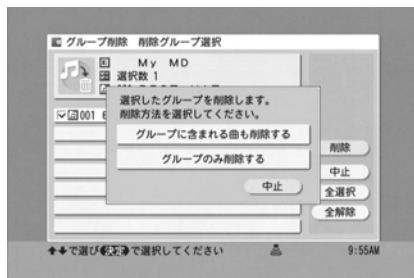 グループ削除 削除グループ選択
My MD
選択数 1
001
選択したグループを削除します。
削除方法を選択してください。
グループに含まれる曲も削除する
グループのみ削除する
中止
削除
中止
全選択
全解除
で選び 決定 で選択してください
9:55AM